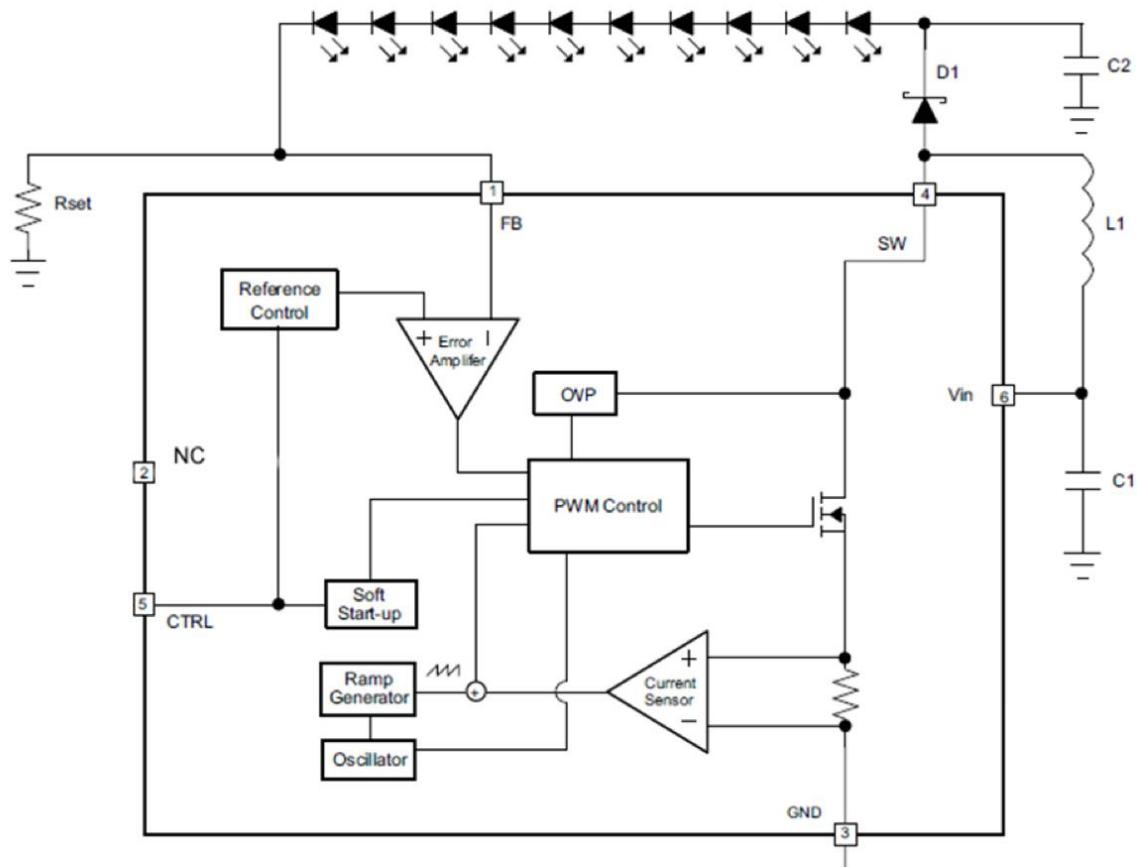 D1
C2
Rset
1
FB
4
SW
L1
Reference
Control
+
Error
Amplifer
OVP
Vin
6
NC
2
PWM Control
C1
5
CTRL
Soft
Start-up
Ramp
Generator
+
+
Current
Sensor
Oscillator
GND
3